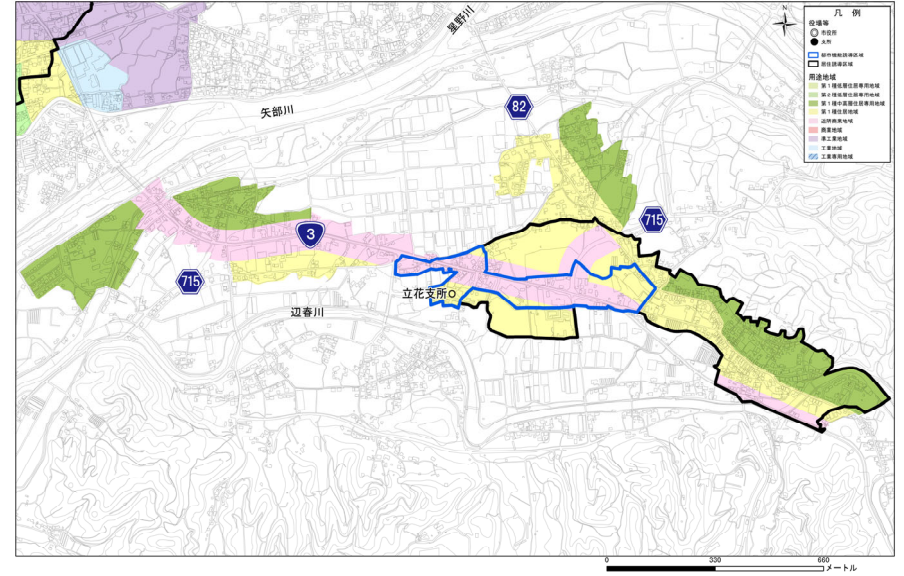 凡 例
役場等
市役所
支所
都市機能誘導区域
居住誘導区域
用途地域
第1種低層住居専用地域
第2種低層住居専用地域
第1種中高層住居専用地域
第1種住居地域
近隣商業地域
商業地域
準工業地域
工業地域
工業専用地域
N
星野川
矢部川
82
715
3
715
立花支所
辺春川
0 330 660
メートル